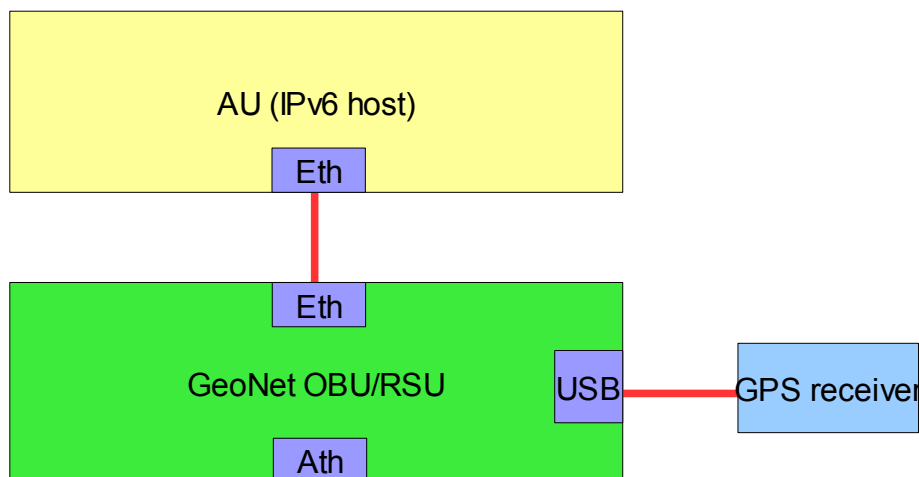 AU (IPv6 host)
Eth
Eth
GeoNet OBU/RSU
USB
GPS receiver
Ath